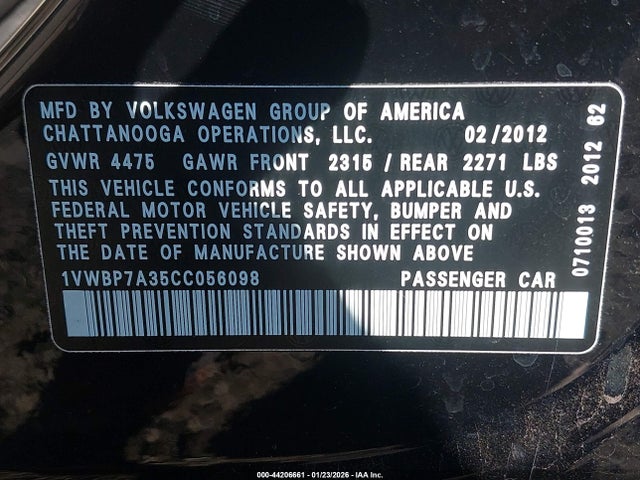 MFD BY VOLKSWAGEN GROUP OF AMERICA
CHATTANOOGA OPERATIONS, LLC. 02/2012
GVWR 4475 GAWR FRONT 2315 / REAR 2271 LBS
THIS VEHICLE CONFORMS TO ALL APPLICABLE U.S.
FEDERAL MOTOR VEHICLE SAFETY, BUMPER AND
THEFT PREVENTION STANDARDS IN EFFECT ON
THE DATE OF MANUFACTURE SHOWN ABOVE
1VWBP7A35CC056098 PASSENGER CAR
0710013 2012 62
000-44206661 - 01/23/2026 - IAA Inc.